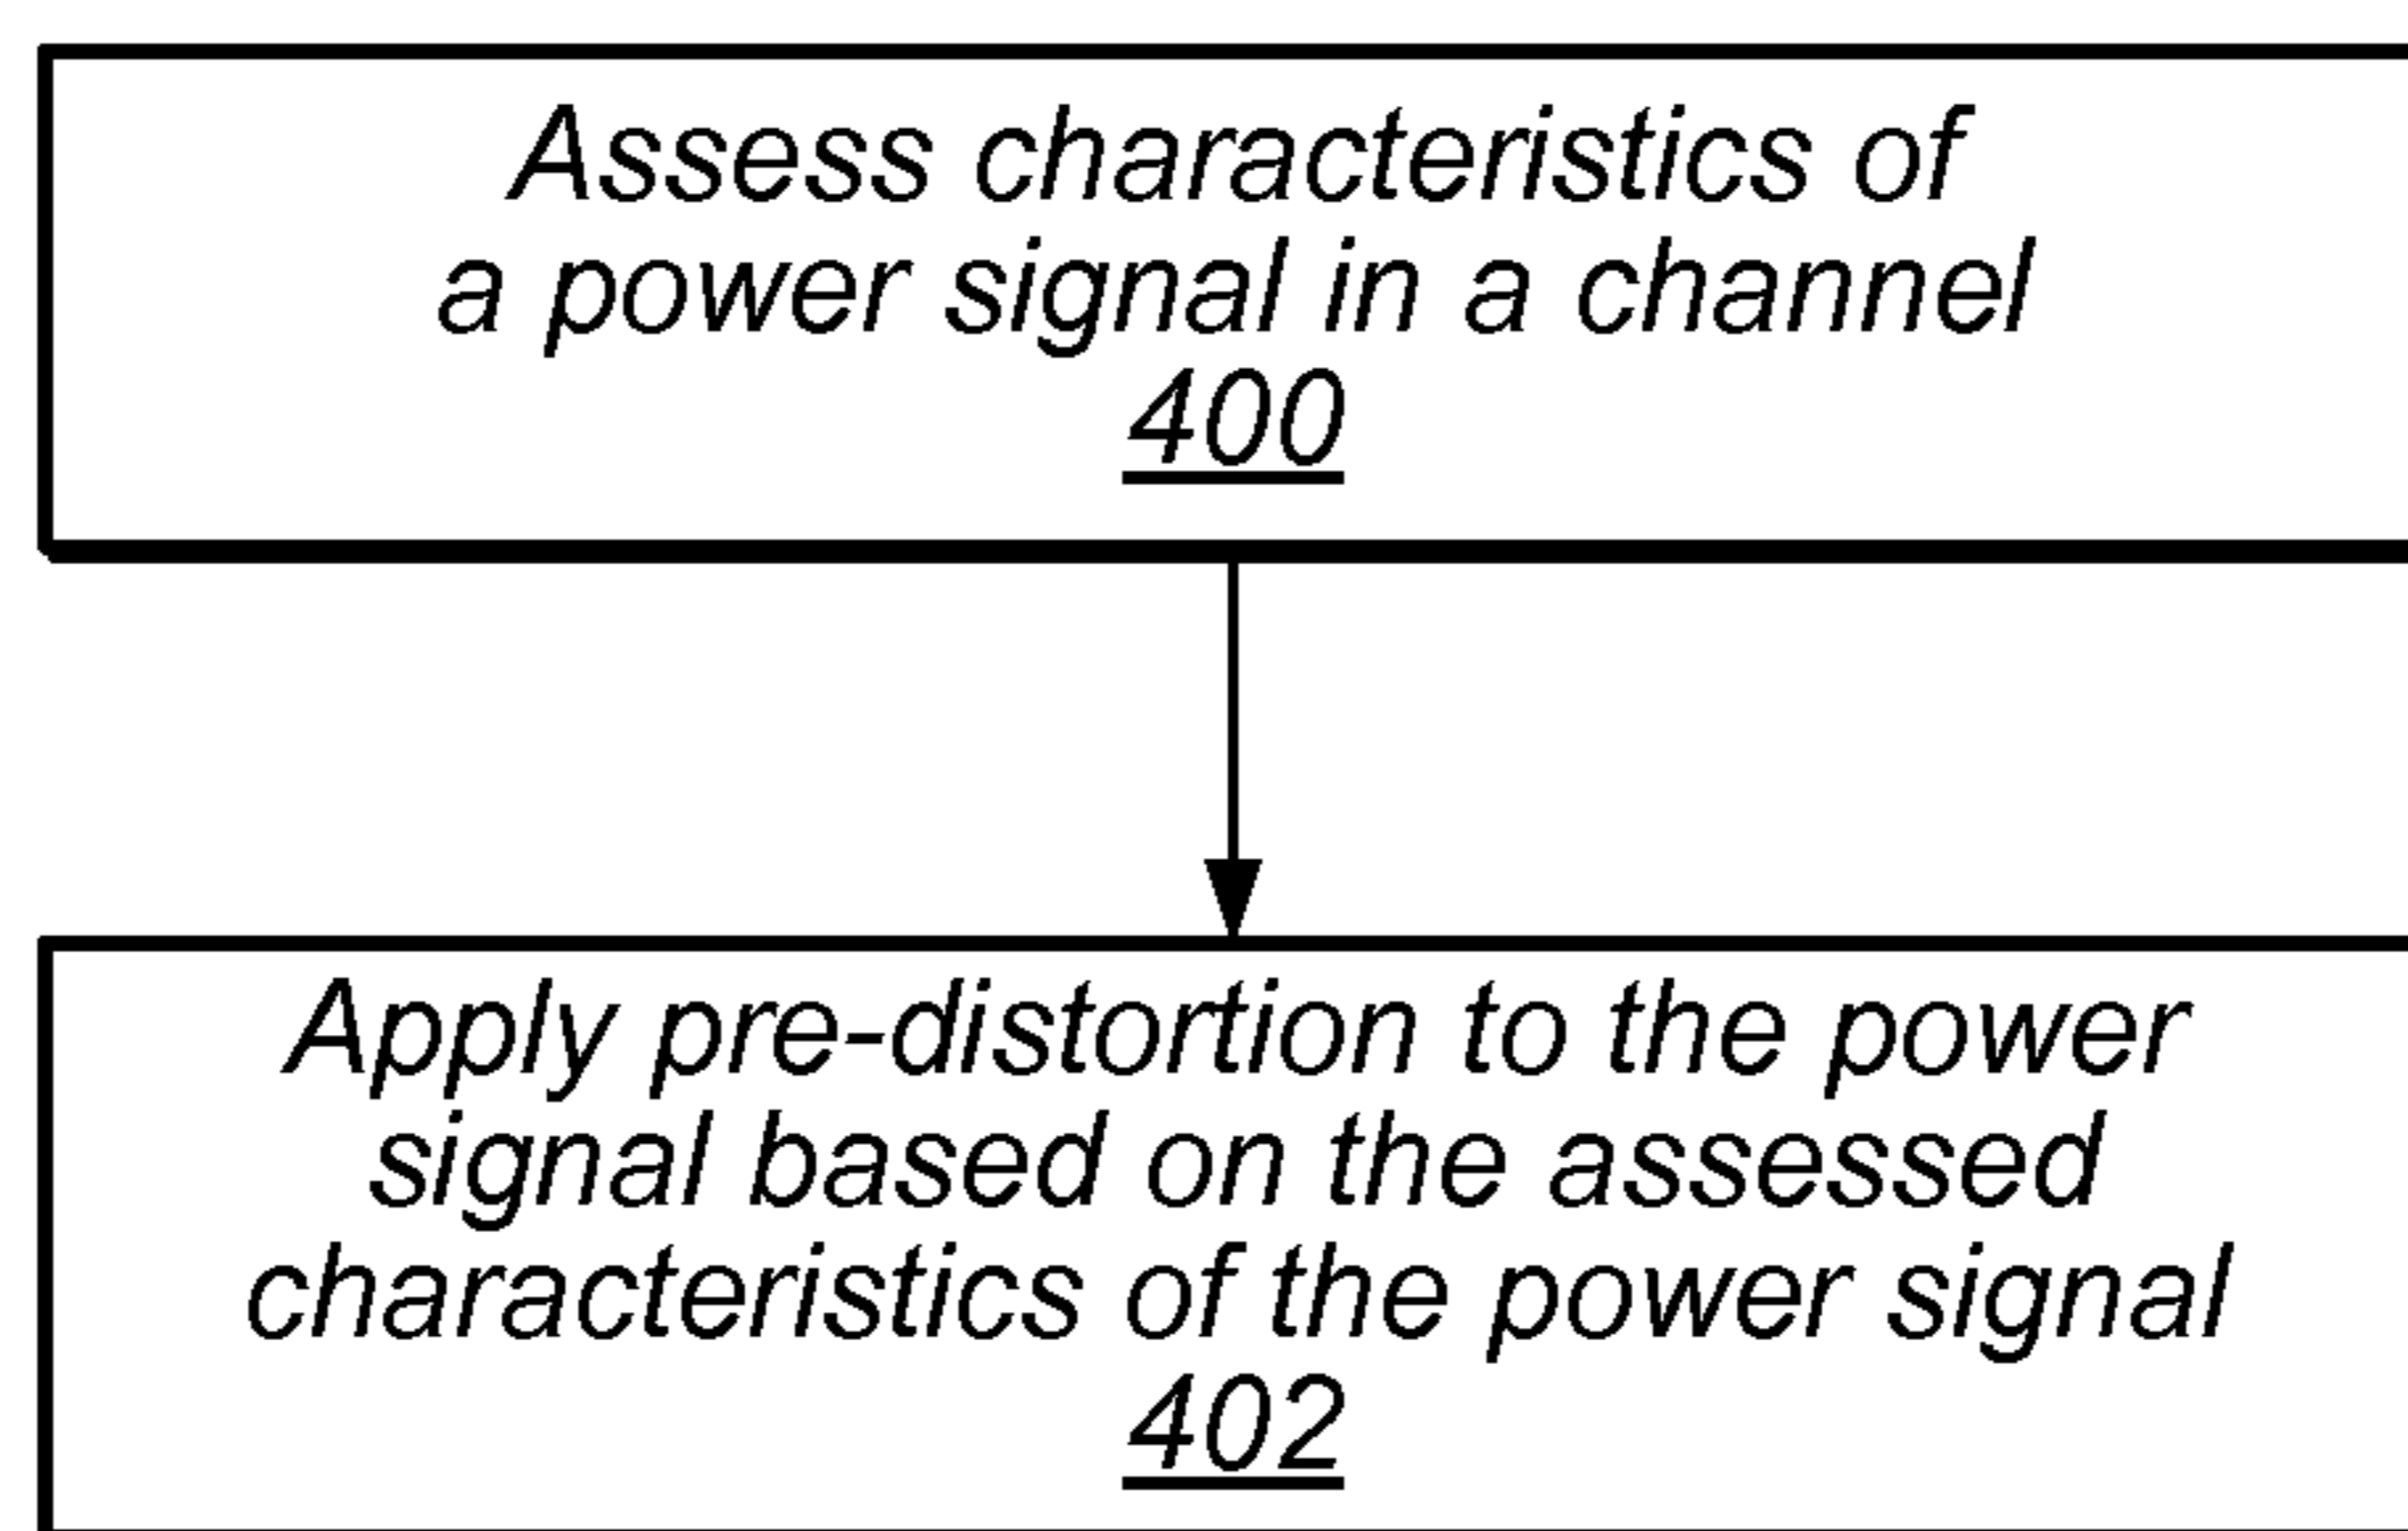 Assess characteristics of
a power signal in a channel
400
Apply pre-distortion to the power
signal based on the assessed
characteristics of the power signal
402